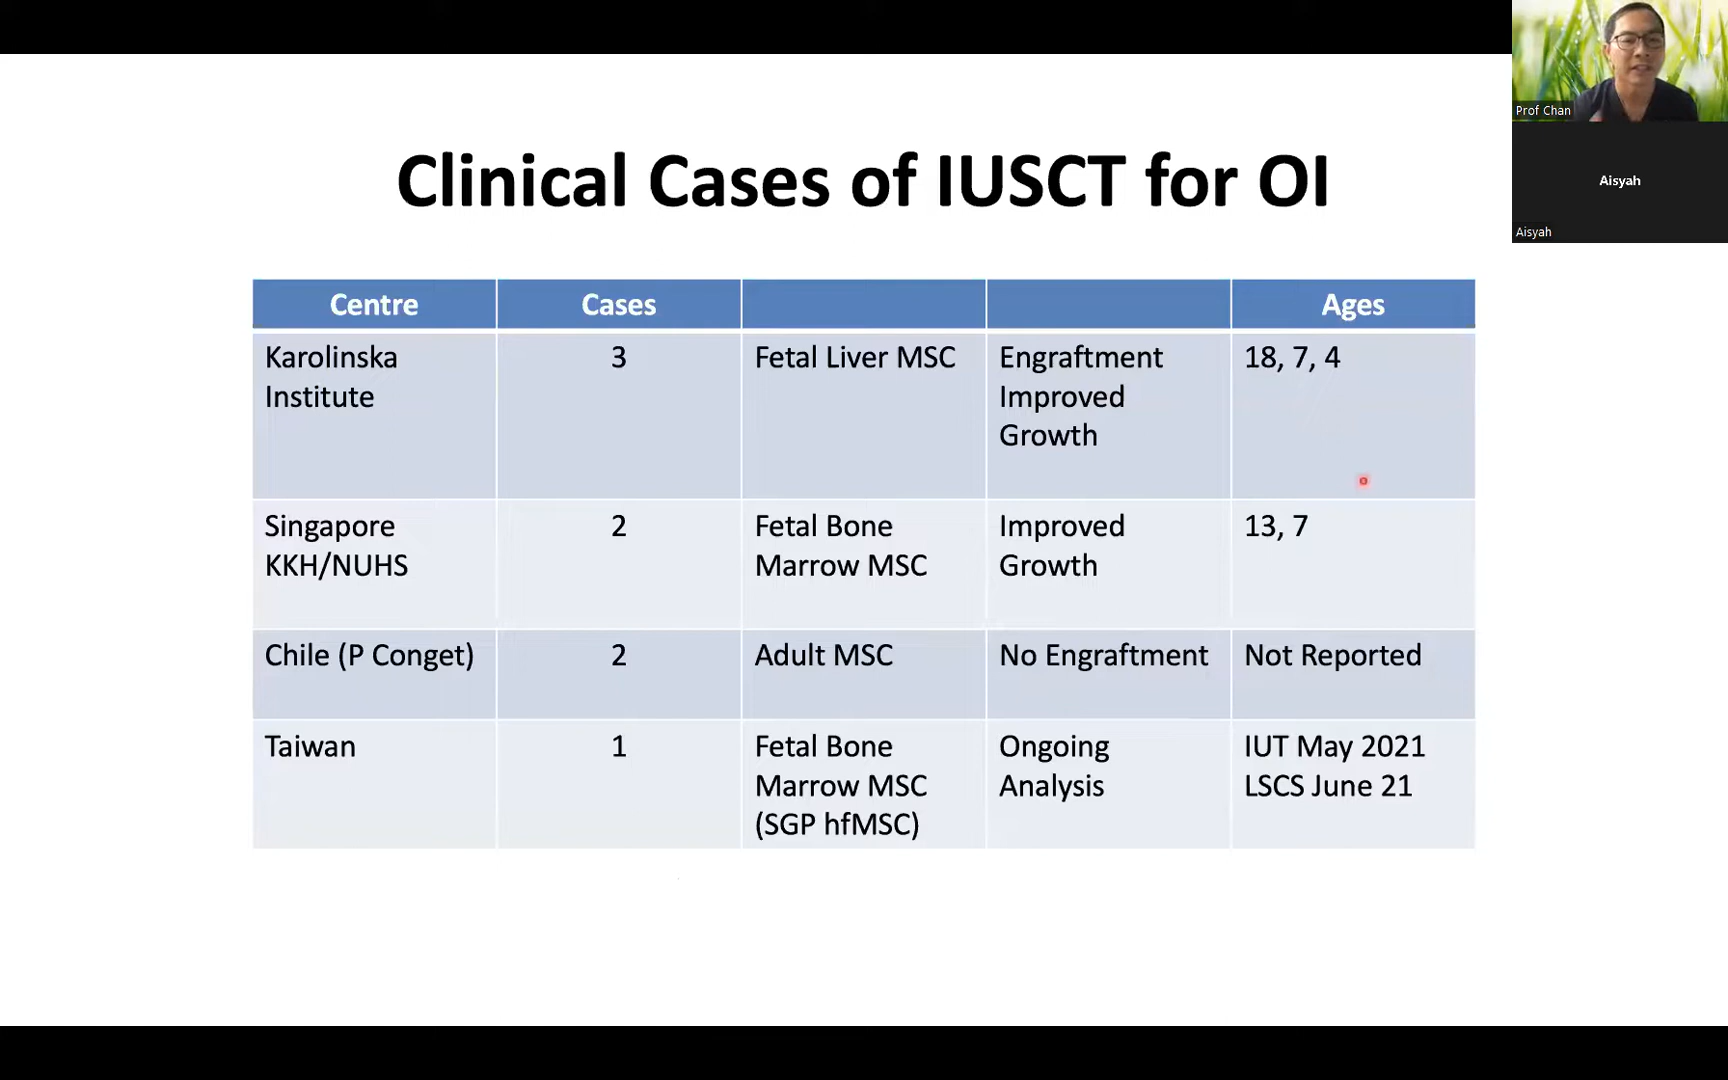 Clinical Cases of IUSCT for OI
Centre
Cases
Ages
Karolinska
Institute
3
Fetal Liver MSC
Engraftment
Improved
Growth
18, 7, 4
Singapore
KKH/NUHS
2
Fetal Bone
Marrow MSC
Improved
Growth
13, 7
Chile (P Conget)
2
Adult MSC
No Engraftment
Not Reported
Taiwan
1
Fetal Bone
Marrow MSC
(SGP hfMSC)
Ongoing
Analysis
IUT May 2021
LSCS June 21
Prof Chan
Aisyah
Aisyah